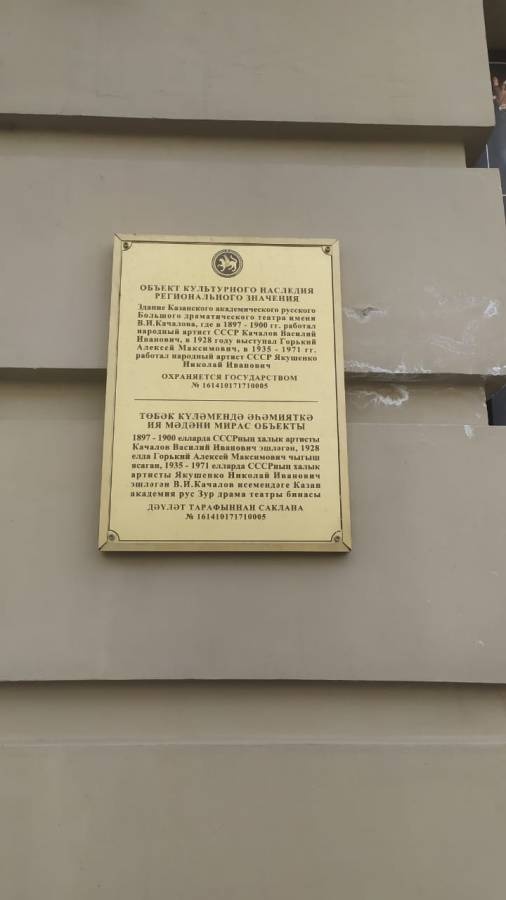 ОБЪЕКТ КУЛЬТУРНОГО НАСЛЕДИЯ
РЕГИОНАЛЬНОГО ЗНАЧЕНИЯ
Здание Казанского академического русского
Большого драматического театра имени
В.И.Качалова, где в 1897 - 1900 гг. работал
народный артист СССР Качалов Василий
Иванович, в 1928 году выступал Горький
Алексей Максимович, в 1935 - 1971 гг.
работал народный артист СССР Якушенко
Николай Иванович
ОХРАНЯЕТСЯ ГОСУДАРСТВОМ
№ 161410171710005
ТӨБӘК КҮЛӘМЕНДӘ ӘҺӘМИЯТКӘ
ИЯ МӘДӘНИ МИРАС ОБЪЕКТЫ
1897 - 1900 елларда СССРның халык артисты
Качалов Василий Иванович эшләгән, 1928
елда Горький Алексей Максимович чыгыш
ясаган, 1935 - 1971 елларда СССРның халык
артисты Якушенко Николай Иванович
эшләгән В.И.Качалов исемендәге Казан
академия рус Зур драма театры бинасы
ДӘҮЛӘТ ТАРАФЫННАН САКЛАНА
№ 161410171710005